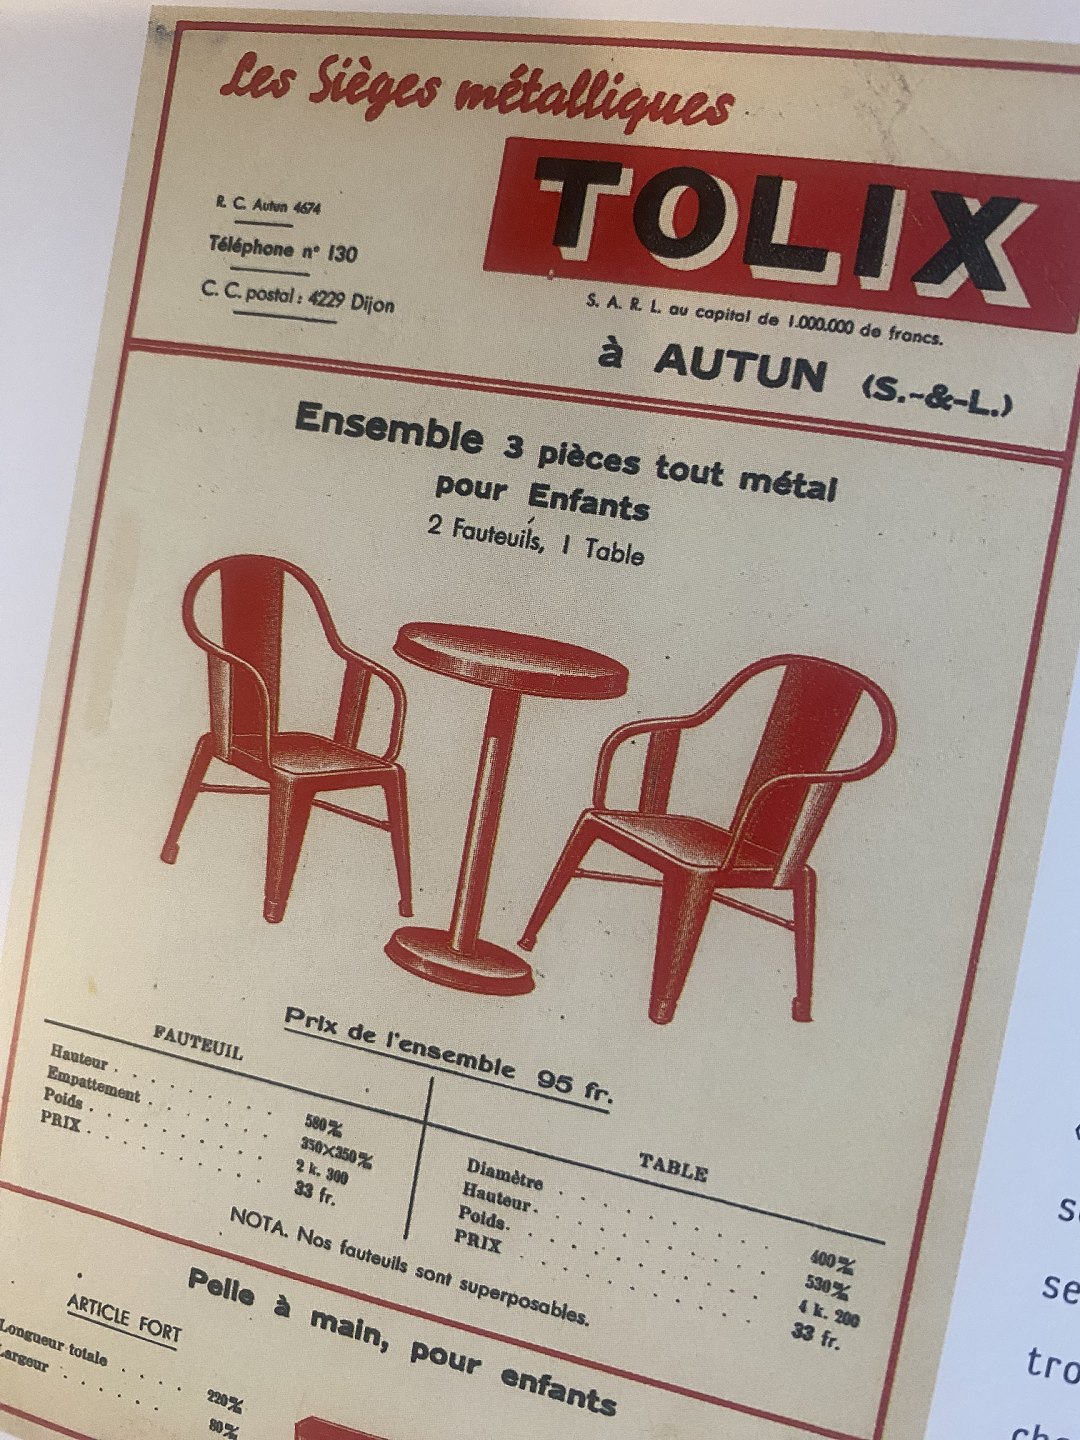 Les Sièges métalliques
TOLIX
R. C. Autun 4674
Téléphone n° 130
C. C. postal : 4229 Dijon
S. A. R. L. au capital de 1.000.000 de francs.
à AUTUN (S.-&-L.)
Ensemble 3 pièces tout métal
pour Enfants
2 Fauteuils, 1 Table
Prix de l'ensemble 95 fr.
FAUTEUIL
Hauteur . . . . . . . . 580 m/m
Empattement . . . . . . 350×350 m/m
Poids . . . . . . . . . 2 k. 300
PRIX . . . . . . . . . 33 fr.
TABLE
Diamètre . . . . . . . . 400 m/m
Hauteur . . . . . . . . 530 m/m
Poids . . . . . . . . . 4 k. 200
PRIX . . . . . . . . . 33 fr.
NOTA. Nos fauteuils sont superposables.
Pelle à main, pour enfants
ARTICLE FORT
Longueur totale . . . . 220 m/m
Largeur . . . . . . . . 80 m/m
se
tro